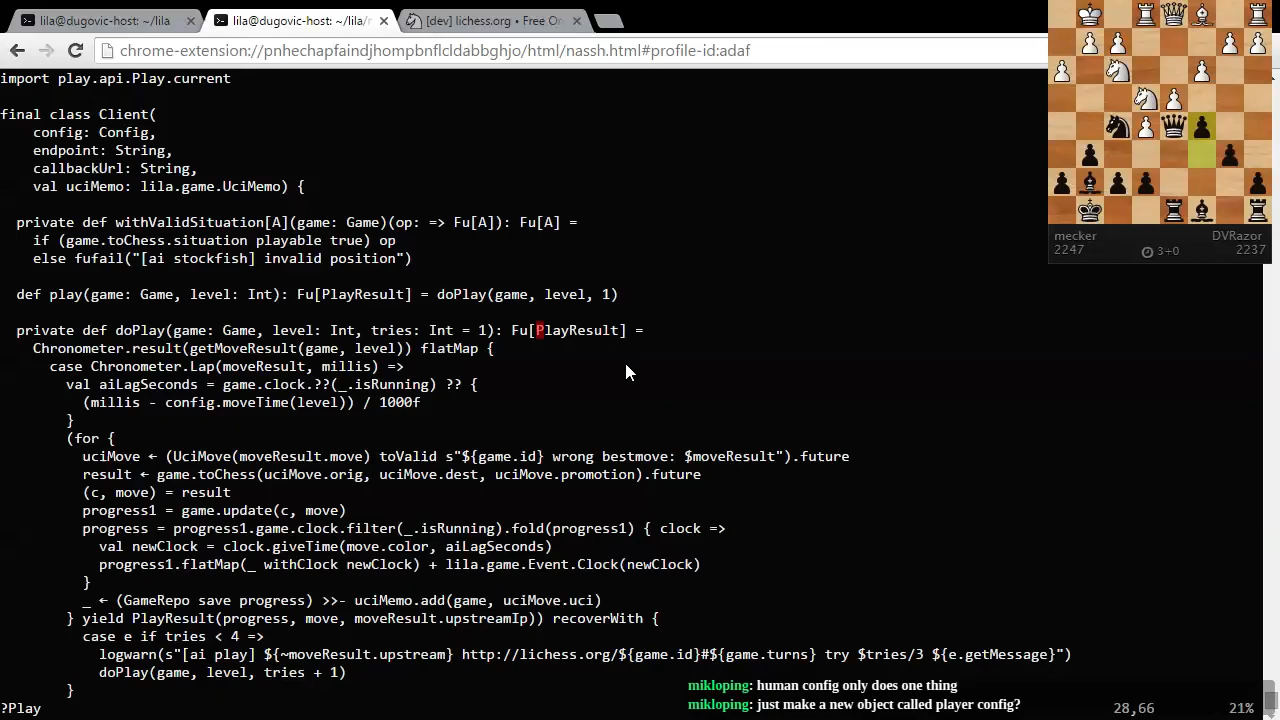 lila@dugovic-host: ~/lila
lila@dugovic-host: ~/lila/r
[dev] lichess.org • Free On
chrome-extension://pnhechapfaindjhompbnflcldabbghjo/html/nassh.html#profile-id:adaf
import play.api.Play.current
final class Client(
config: Config,
endpoint: String,
callbackUrl: String,
val uciMemo: lila.game.UciMemo) {
private def withValidSituation[A](game: Game)(op: => Fu[A]): Fu[A] =
if (game.toChess.situation playable true) op
else fufail("[ai stockfish] invalid position")
def play(game: Game, level: Int): Fu[PlayResult] = doPlay(game, level, 1)
private def doPlay(game: Game, level: Int, tries: Int = 1): Fu[PlayResult] =
Chronometer.result(getMoveResult(game, level)) flatMap {
case Chronometer.Lap(moveResult, millis) =>
val aiLagSeconds = game.clock.??(_.isRunning) ?? {
(millis - config.moveTime(level)) / 1000f
}
(for {
uciMove ← (UciMove(moveResult.move) toValid s"${game.id} wrong bestmove: $moveResult").future
result ← game.toChess(uciMove.orig, uciMove.dest, uciMove.promotion).future
(c, move) = result
progress1 = game.update(c, move)
progress = progress1.game.clock.filter(_.isRunning).fold(progress1) { clock =>
val newClock = clock.giveTime(move.color, aiLagSeconds)
progress1.flatMap(_ withClock newClock) + lila.game.Event.Clock(newClock)
}
_ ← (GameRepo save progress) >>- uciMemo.add(game, uciMove.uci)
} yield PlayResult(progress, move, moveResult.upstreamIp)) recoverWith {
case e if tries < 4 =>
logwarn(s"[ai play] ${~moveResult.upstream} http://lichess.org/${game.id}#${game.turns} try $tries/3 ${e.getMessage}")
doPlay(game, level, tries + 1)
}
?Play
28,66
21%
mecker
DVRazor
2247
3+0
2237
mikloping: human config only does one thing
mikloping: just make a new object called player config?